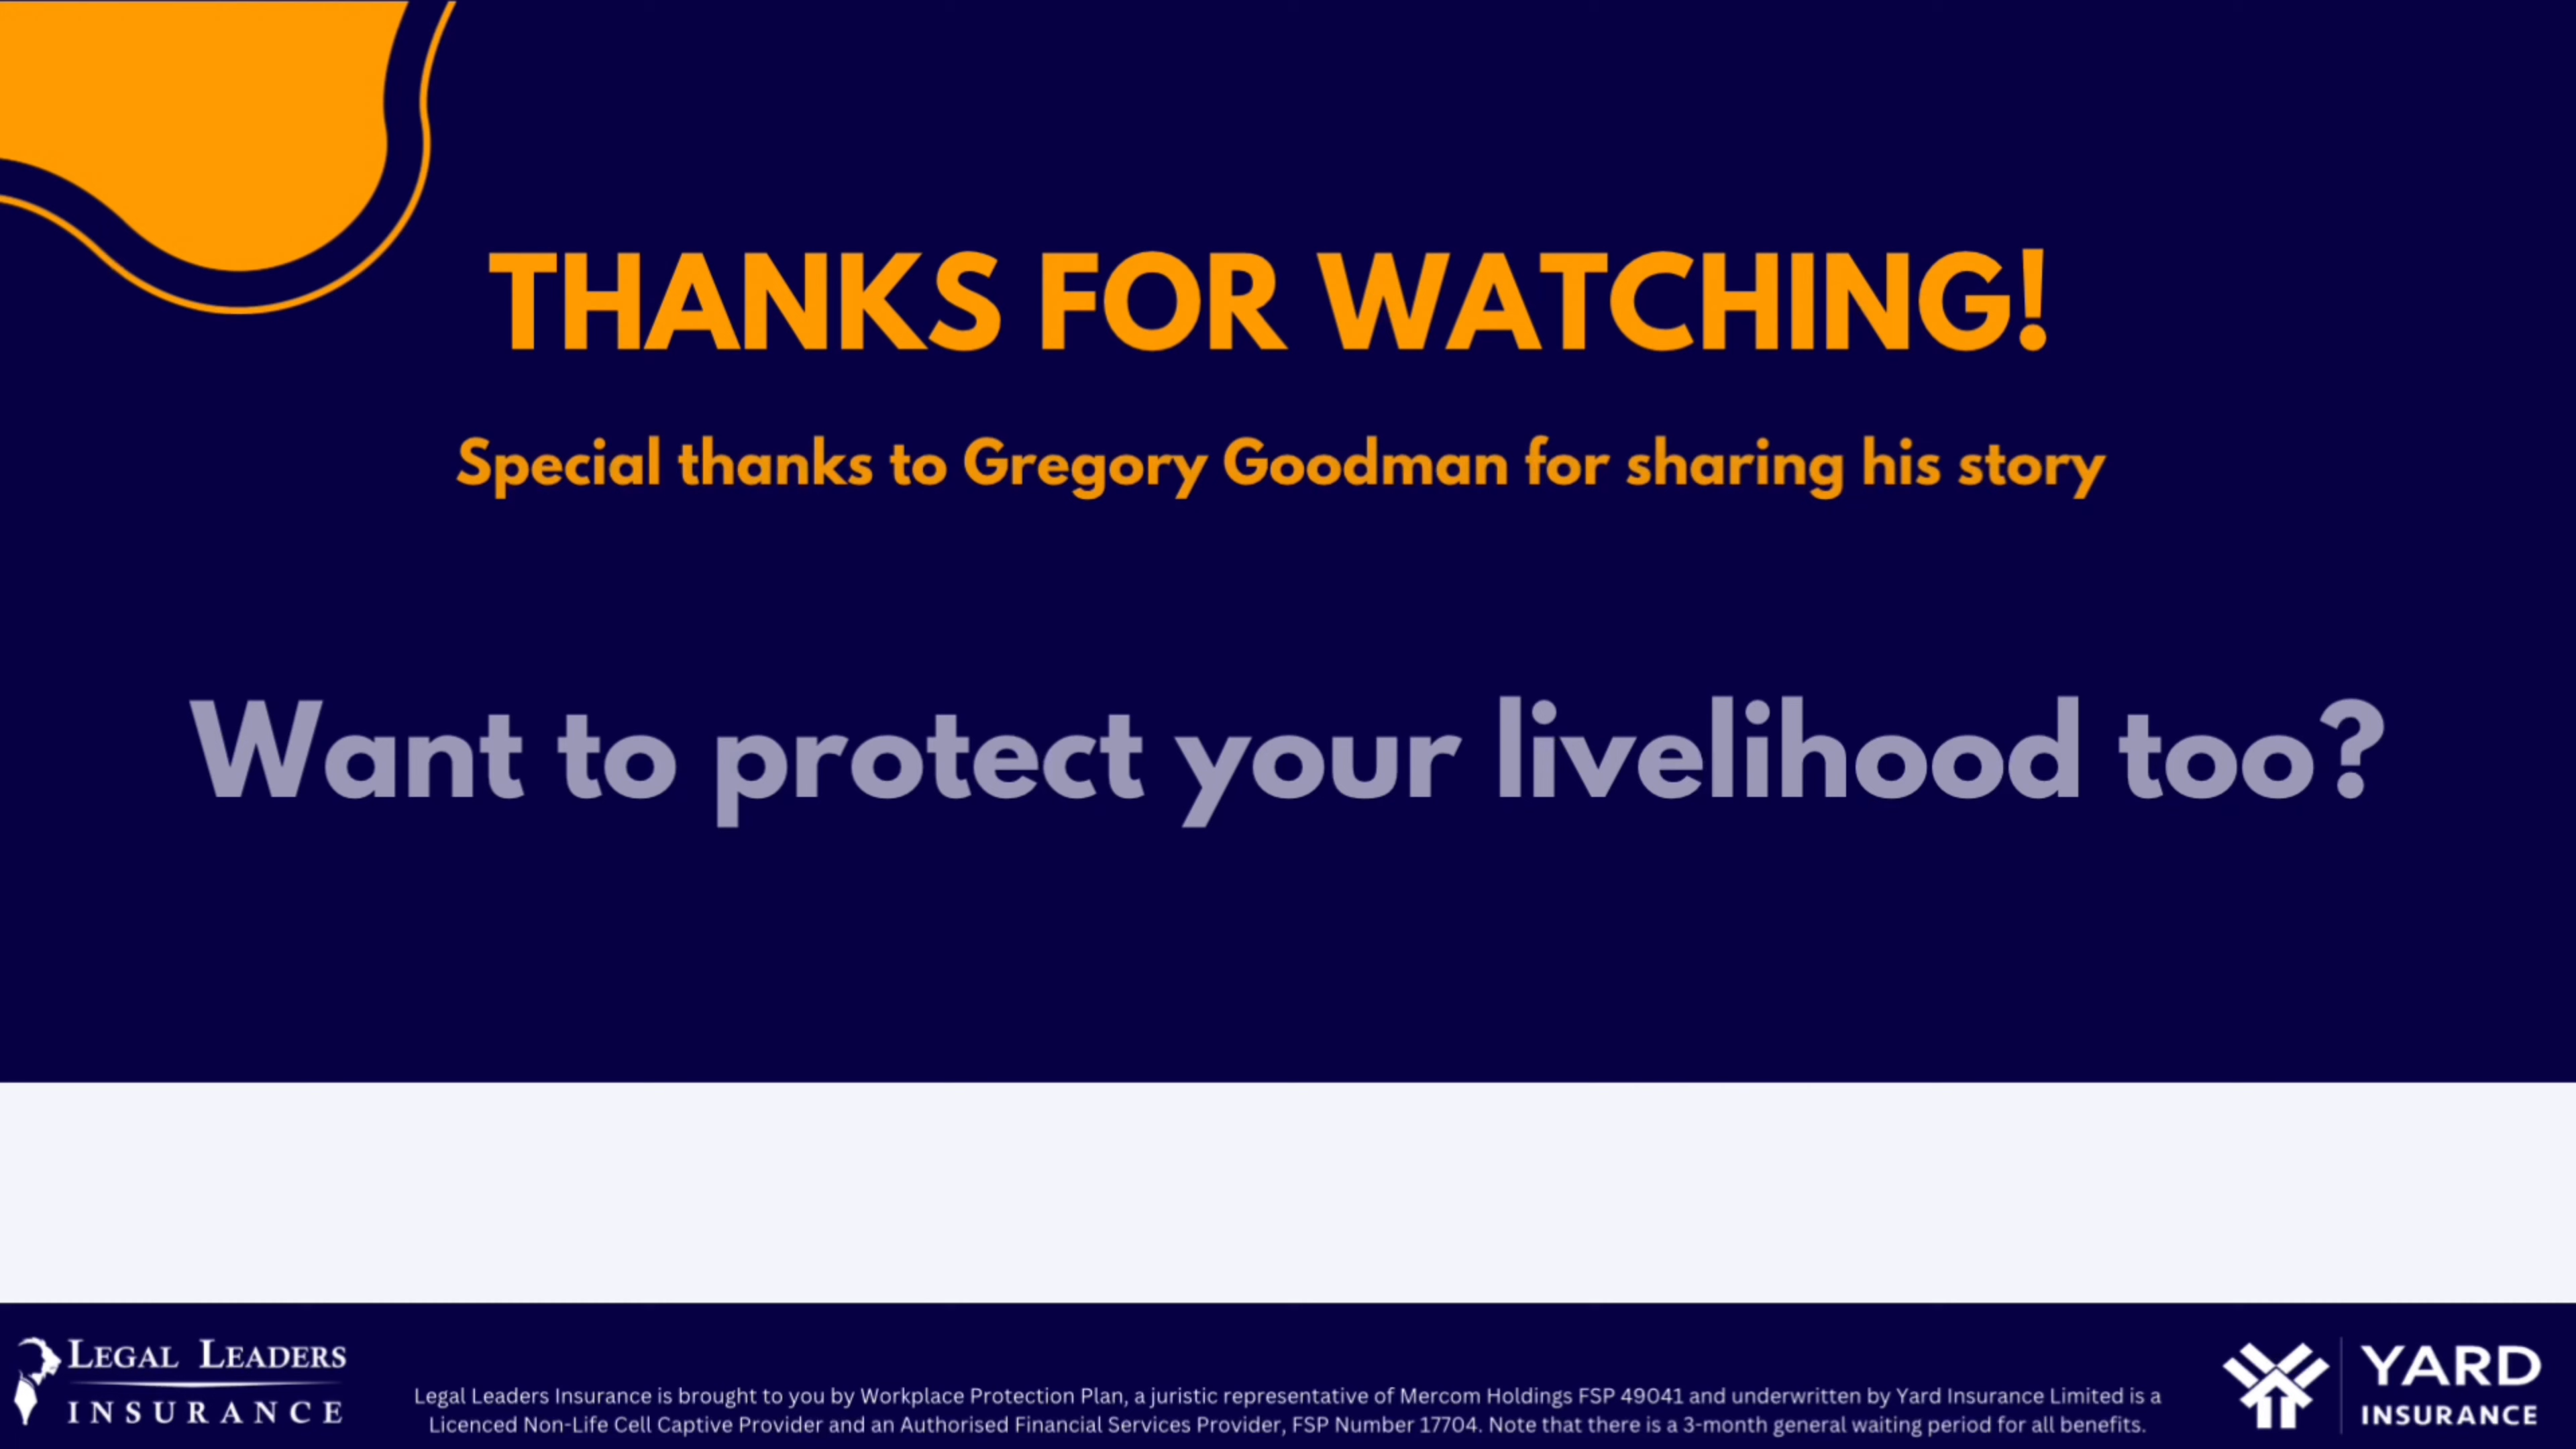 THANKS FOR WATCHING!
Special thanks to Gregory Goodman for sharing his story
Want to protect your livelihood too?
LEGAL LEADERS
INSURANCE
Legal Leaders Insurance is brought to you by Workplace Protection Plan, a juristic representative of Mercom Holdings FSP 49041 and underwritten by Yard Insurance Limited is a
Licenced Non-Life Cell Captive Provider and an Authorised Financial Services Provider, FSP Number 17704. Note that there is a 3-month general waiting period for all benefits.
YARD
INSURANCE